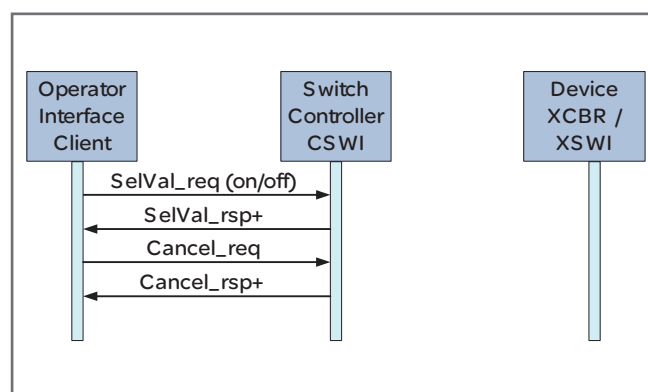 Operator
Interface
Client
Switch
Controller
CSWI
Device
XCBR /
XSWI
SelVal_req (on/off)
SelVal_rsp+
Cancel_req
Cancel_rsp+